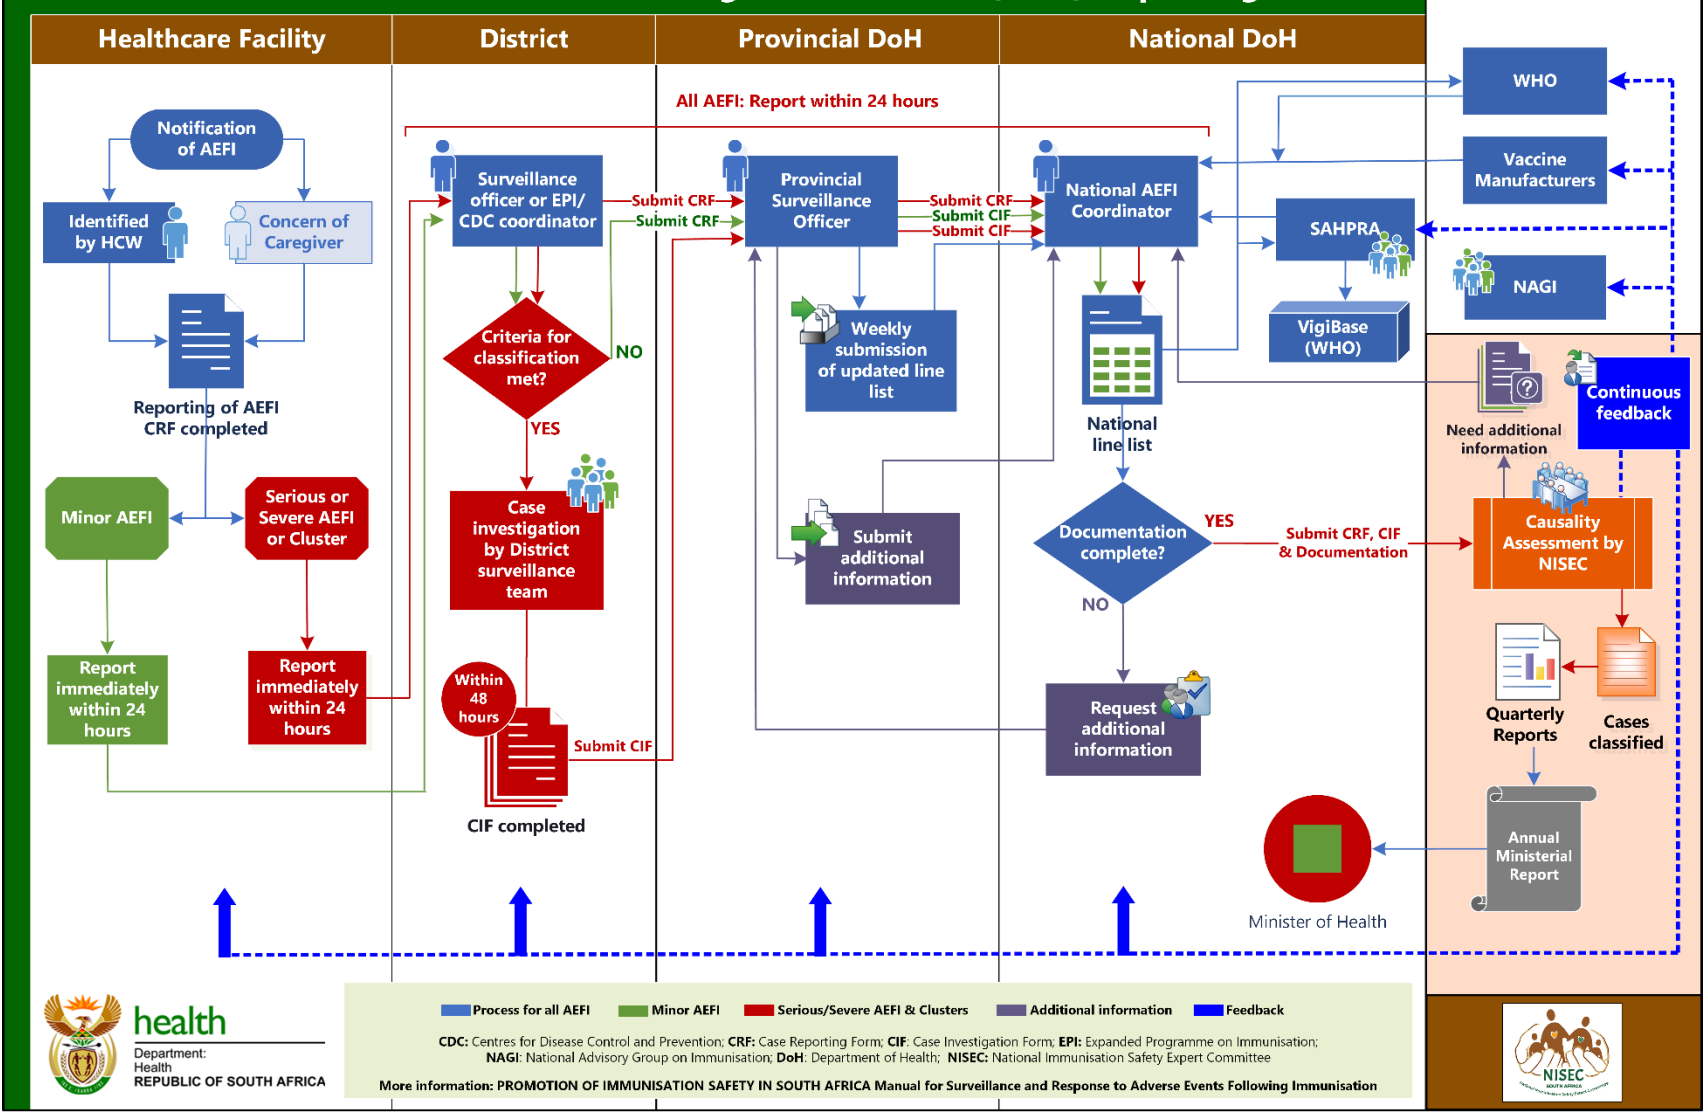 Healthcare Facility
District
Provincial DoH
National DoH
All AEFI: Report within 24 hours
Notification
of AEFI
Identified
by HCW
Concern of
Caregiver
Reporting of AEFI
CRF completed
Minor AEFI
Serious or
Severe AEFI
or Cluster
Report
immediately
within 24
hours
Report
immediately
within 24
hours
Surveillance
officer or EPI/
CDC coordinator
Submit CRF
Submit CRF
Criteria for
classification
met?
NO
YES
Case
investigation
by District
surveillance
team
Within
48
hours
Submit CIF
CIF completed
Provincial
Surveillance
Officer
Submit CRF
Submit CIF
Submit CIF
Weekly
submission
of updated line
list
Submit
additional
information
National AEFI
Coordinator
National
line list
Documentation
complete?
YES
NO
Submit CRF, CIF
& Documentation
Request
additional
information
Minister of Health
WHO
Vaccine
Manufacturers
SAHPRA
NAGI
VigiBase
(WHO)
Need additional
information
Continuous
feedback
Causality
Assessment by
NISEC
Quarterly
Reports
Cases
classified
Annual
Ministerial
Report
health
Department:
Health
REPUBLIC OF SOUTH AFRICA
Process for all AEFI
Minor AEFI
Serious/Severe AEFI & Clusters
Additional information
Feedback
CDC: Centres for Disease Control and Prevention; CRF: Case Reporting Form; CIF: Case Investigation Form; EPI: Expanded Programme on Immunisation;
NAGI: National Advisory Group on Immunisation; DoH: Department of Health; NISEC: National Immunisation Safety Expert Committee
More information: PROMOTION OF IMMUNISATION SAFETY IN SOUTH AFRICA Manual for Surveillance and Response to Adverse Events Following Immunisation
NISEC
SOUTH AFRICA